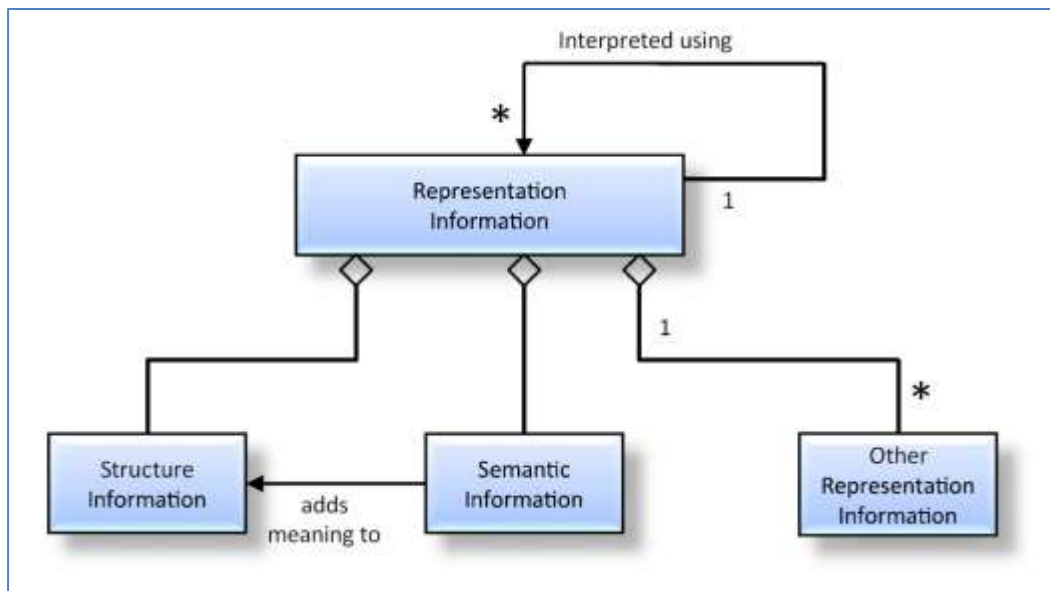 Interpreted using
*
Representation
Information
1
1
*
Structure
Information
adds
meaning to
Semantic
Information
Other
Representation
Information